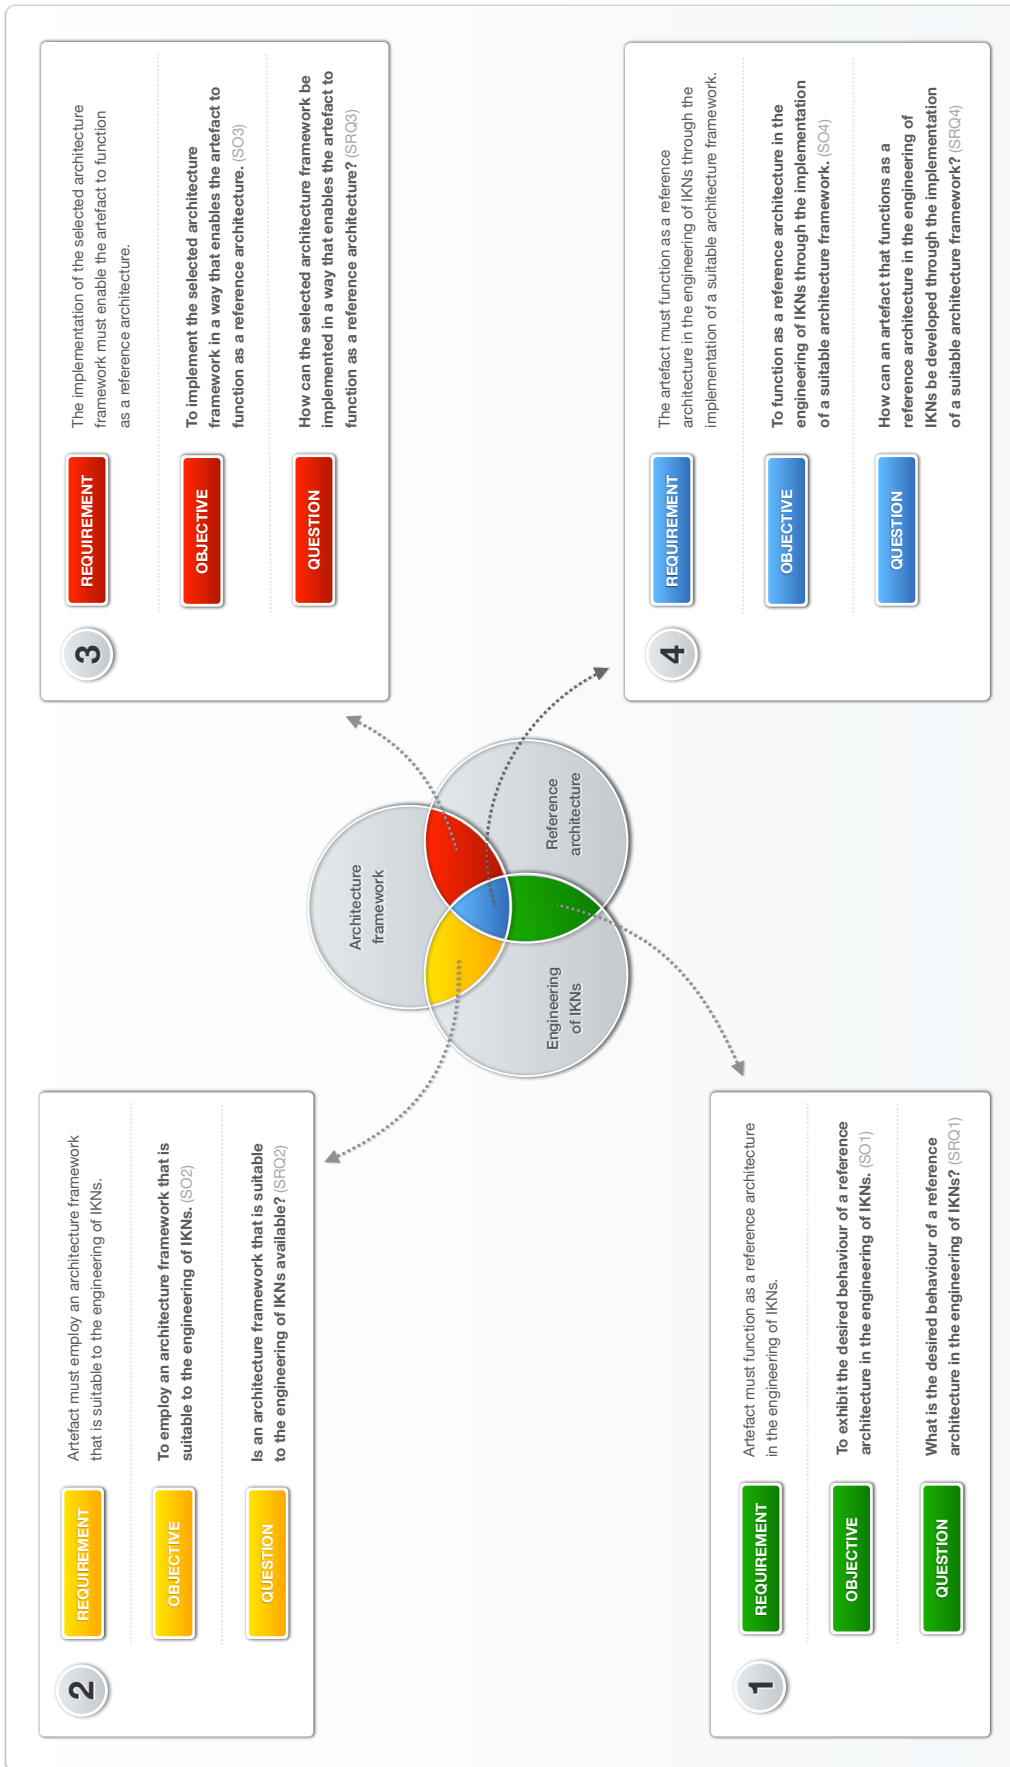 2
REQUIREMENT
Artefact must employ an architecture framework
that is suitable to the engineering of IKNs.
OBJECTIVE
To employ an architecture framework that is
suitable to the engineering of IKNs. (SO2)
QUESTION
Is an architecture framework that is suitable
to the engineering of IKNs available? (SRQ2)
3
REQUIREMENT
The implementation of the selected architecture
framework must enable the artefact to function
as a reference architecture.
OBJECTIVE
To implement the selected architecture
framework in a way that enables the artefact to
function as a reference architecture. (SO3)
QUESTION
How can the selected architecture framework be
implemented in a way that enables the artefact to
function as a reference architecture? (SRQ3)
Architecture
framework
Engineering
of IKNs
Reference
architecture
1
REQUIREMENT
Artefact must function as a reference architecture
in the engineering of IKNs.
OBJECTIVE
To exhibit the desired behaviour of a reference
architecture in the engineering of IKNs. (SO1)
QUESTION
What is the desired behaviour of a reference
architecture in the engineering of IKNs? (SRQ1)
4
REQUIREMENT
The artefact must function as a reference
architecture in the engineering of IKNs through the
implementation of a suitable architecture framework.
OBJECTIVE
To function as a reference architecture in the
engineering of IKNs through the implementation
of a suitable architecture framework. (SO4)
QUESTION
How can an artefact that functions as a
reference architecture in the engineering of
IKNs be developed through the implementation
of a suitable architecture framework? (SRQ4)